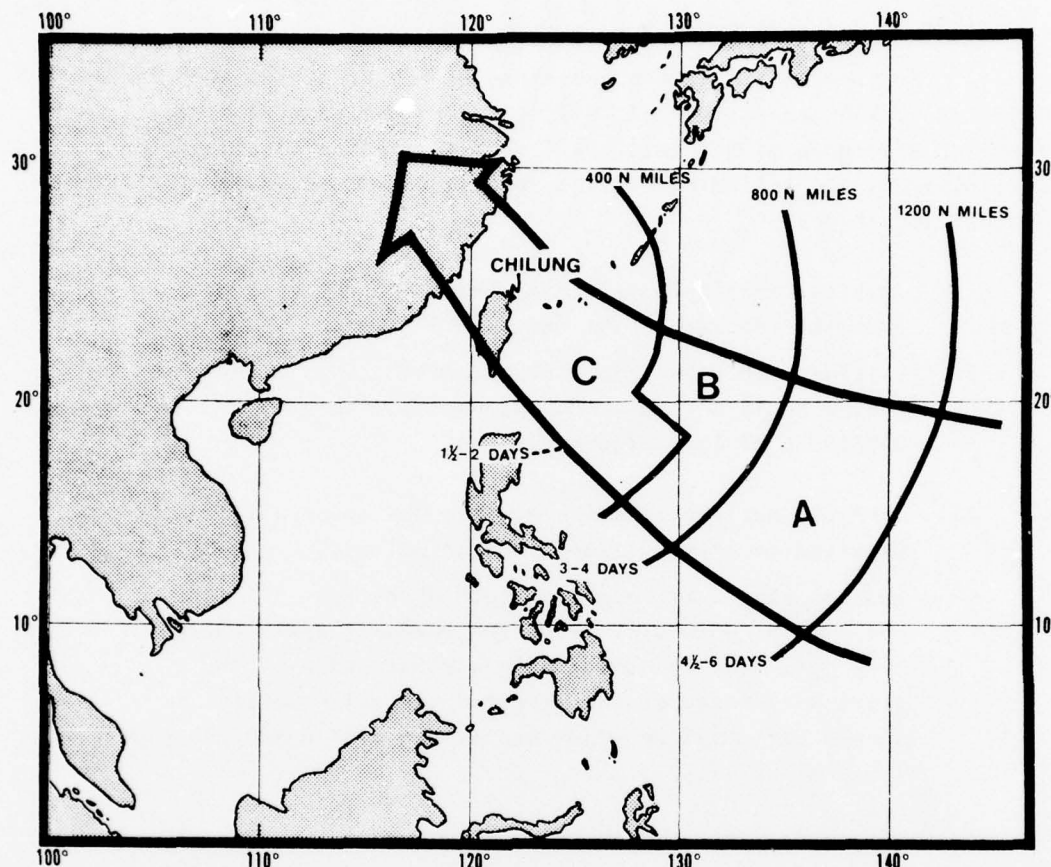 100°
110°
120°
130°
140°
30°
30
400 N MILES
800 N MILES
1200 N MILES
CHILUNG
C
B
20°
20
1½-2 DAYS
A
3-4 DAYS
10°
10
4½-6 DAYS
100°
110°
120°
130°
140°